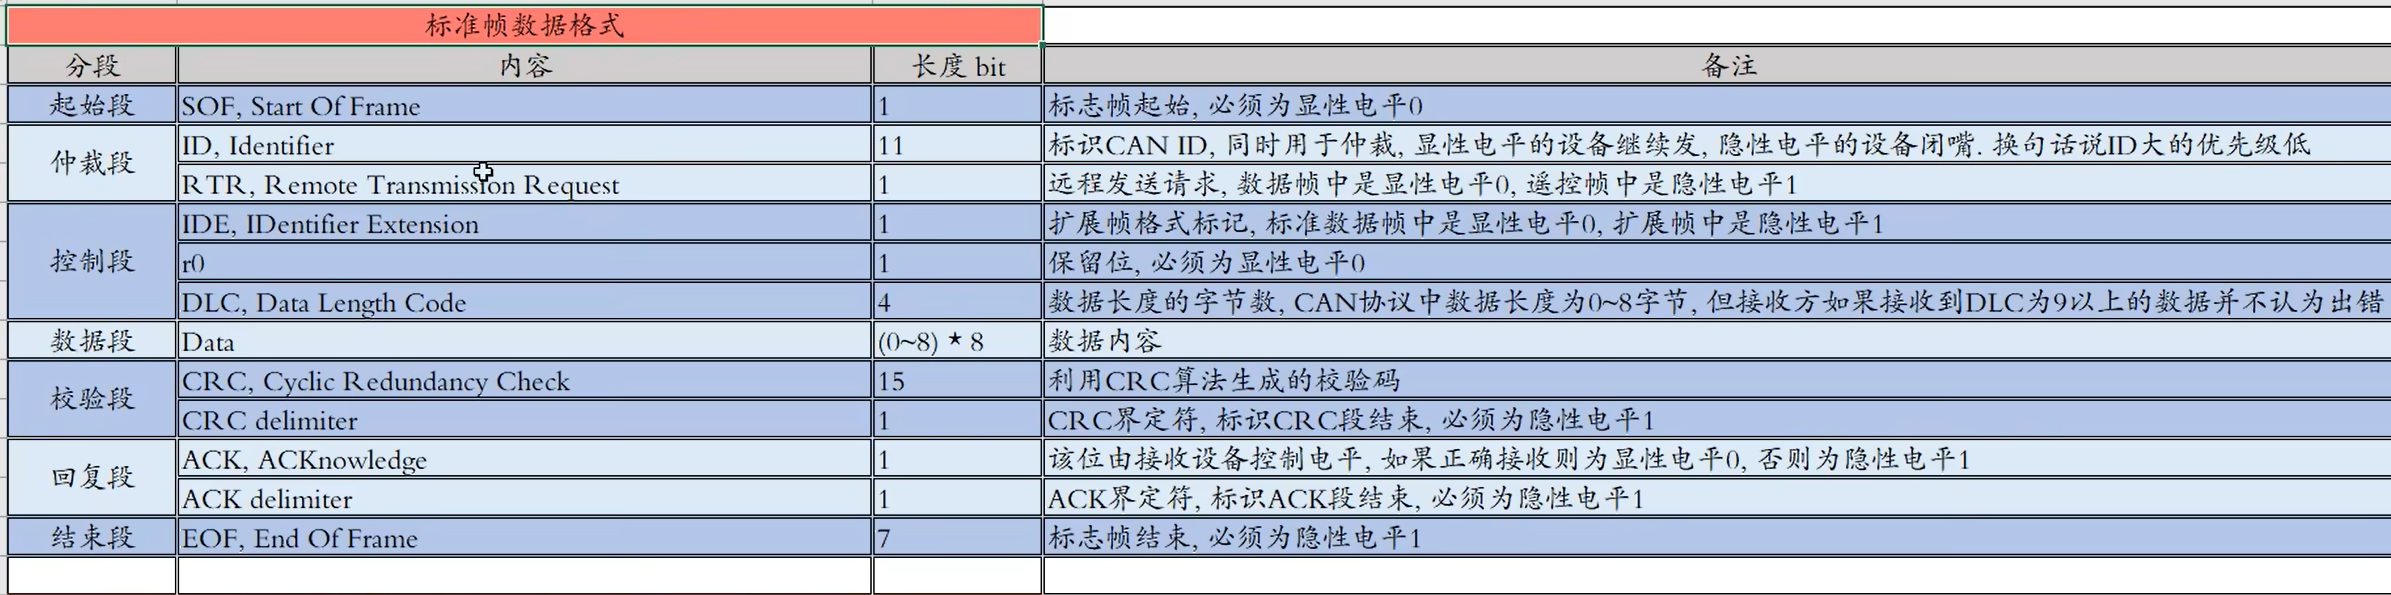 标准帧数据格式
分段 内容 长度 bit 备注
起始段 SOF, Start Of Frame 1 标志帧起始, 必须为显性电平0
仲裁段 ID, Identifier 11 标识CAN ID, 同时用于仲裁, 显性电平的设备继续发, 隐性电平的设备闭嘴. 换句话说ID大的优先级低
RTR, Remote Transmission Request 1 远程发送请求, 数据帧中是显性电平0, 遥控帧中是隐性电平1
控制段 IDE, IDentifier Extension 1 扩展帧格式标记, 标准数据帧中是显性电平0, 扩展帧中是隐性电平1
r0 1 保留位, 必须为显性电平0
DLC, Data Length Code 4 数据长度的字节数, CAN协议中数据长度为0~8字节, 但接收方如果接收到DLC为9以上的数据并不认为出错
数据段 Data (0~8) * 8 数据内容
校验段 CRC, Cyclic Redundancy Check 15 利用CRC算法生成的校验码
CRC delimiter 1 CRC界定符, 标识CRC段结束, 必须为隐性电平1
回复段 ACK, ACKnowledge 1 该位由接收设备控制电平, 如果正确接收则为显性电平0, 否则为隐性电平1
ACK delimiter 1 ACK界定符, 标识ACK段结束, 必须为隐性电平1
结束段 EOF, End Of Frame 7 标志帧结束, 必须为隐性电平1